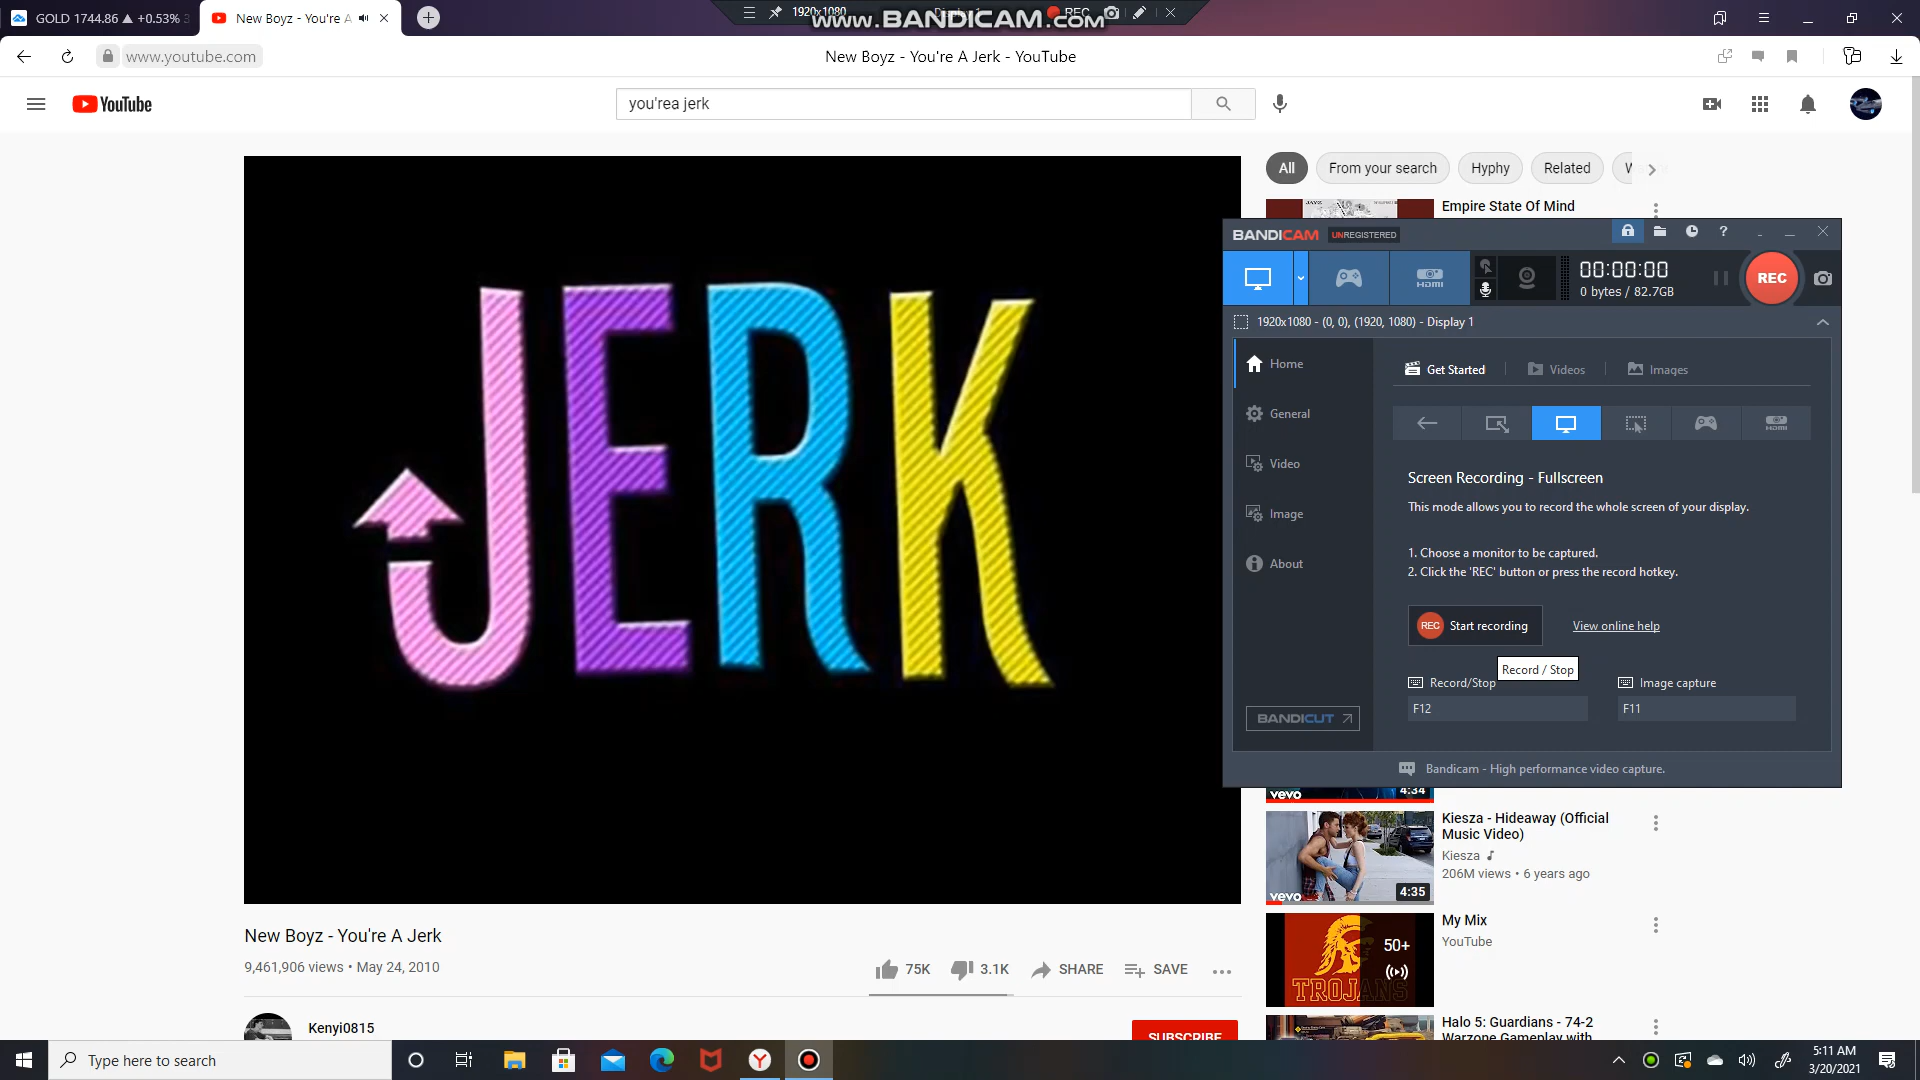 GOLD 1744.86 ▲ +0.53%
New Boyz - You're A
1920x1080
REC
www.BANDICAM.com
www.youtube.com
New Boyz - You're A Jerk - YouTube
YouTube
you'rea jerk
All
From your search
Hyphy
Related
JERK
Empire State Of Mind
BANDICAM
UNREGISTERED
HDMI
00:00:00
0 bytes / 82.7GB
REC
1920x1080 - (0, 0), (1920, 1080) - Display 1
Home
General
Video
Image
About
BANDICUT
Get Started
Videos
Images
HDMI
Screen Recording - Fullscreen
This mode allows you to record the whole screen of your display.
1. Choose a monitor to be captured.
2. Click the 'REC' button or press the record hotkey.
REC
Start recording
View online help
Record / Stop
Record/Stop
Image capture
F12
F11
Bandicam - High performance video capture.
vevo
4:34
Kiesza - Hideaway (Official
Music Video)
Kiesza
206M views • 6 years ago
vevo
4:35
My Mix
YouTube
50+
TROJANS
Halo 5: Guardians - 74-2
Warzone Gameplay with
New Boyz - You're A Jerk
9,461,906 views • May 24, 2010
75K
3.1K
SHARE
SAVE
Kenyi0815
SUBSCRIBE
Type here to search
5:11 AM
3/20/2021